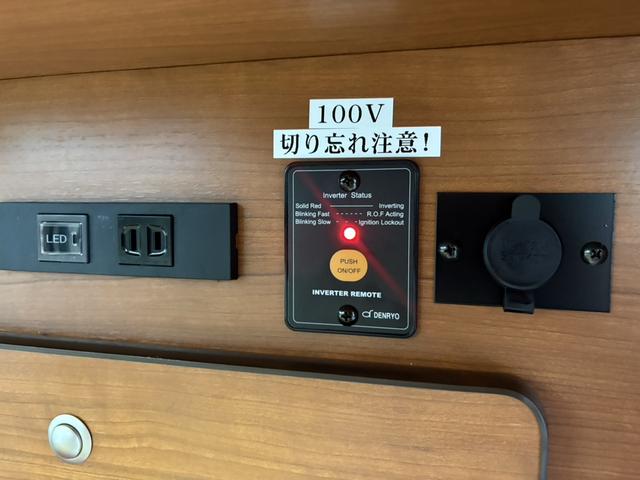 100V
切り忘れ注意!
LED
Inverter Status
Solid Red Inverting
Blinking Fast R.O.F Acting
Blinking Slow Ignition Lockout
PUSH
ON/OFF
INVERTER REMOTE
DENRYO